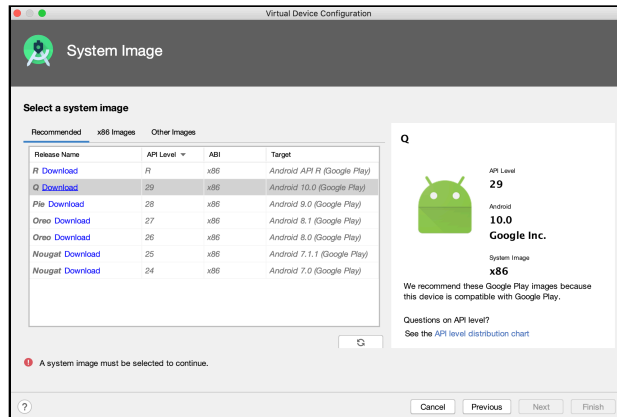 Virtual Device Configuration
System Image
Select a system image
Recommended x86 Images Other Images
Release Name API Level ABI Target
R Download R x86 Android API R (Google Play)
Q Download 29 x86 Android 10.0 (Google Play)
Pie Download 28 x86 Android 9.0 (Google Play)
Oreo Download 27 x86 Android 8.1 (Google Play)
Oreo Download 26 x86 Android 8.0 (Google Play)
Nougat Download 25 x86 Android 7.1.1 (Google Play)
Nougat Download 24 x86 Android 7.0 (Google Play)
Q
API Level
29
Android
10.0
Google Inc.
System Image
x86
We recommend these Google Play images because
this device is compatible with Google Play.
Questions on API level?
See the API level distribution chart
A system image must be selected to continue.
? Cancel Previous Next Finish